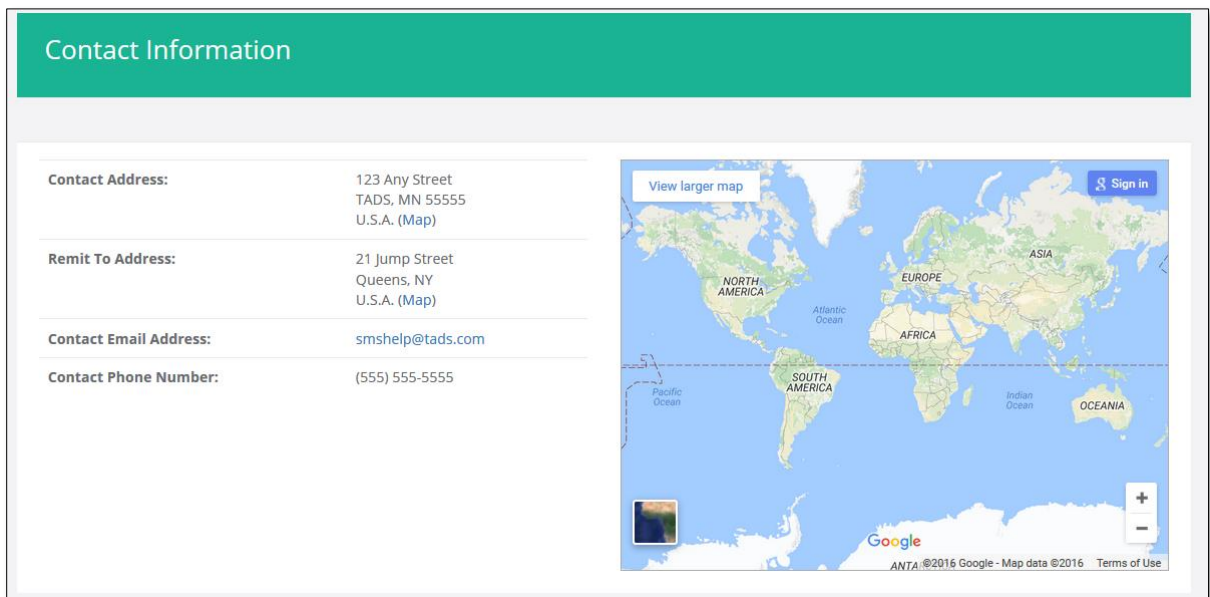 Contact Information
Contact Address:
123 Any Street
TADS, MN 55555
U.S.A. (Map)
Remit To Address:
21 Jump Street
Queens, NY
U.S.A. (Map)
Contact Email Address:
smshelp@tads.com
Contact Phone Number:
(555) 555-5555
View larger map
Sign in
NORTH
AMERICA
EUROPE
ASIA
Atlantic
Ocean
AFRICA
SOUTH
AMERICA
Pacific
Ocean
Indian
Ocean
OCEANIA
+
−
Google
ANTA
©2016 Google - Map data ©2016 Terms of Use